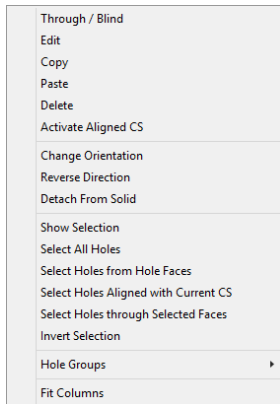 Through / Blind
Edit
Copy
Paste
Delete
Activate Aligned CS
Change Orientation
Reverse Direction
Detach From Solid
Show Selection
Select All Holes
Select Holes from Hole Faces
Select Holes Aligned with Current CS
Select Holes through Selected Faces
Invert Selection
Hole Groups
Fit Columns